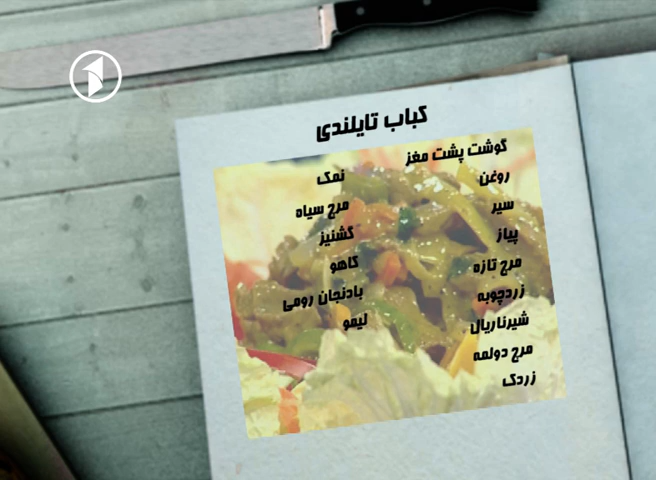 کباب تایلندی
گوشت پشت مغز
روغن
سیر
پیاز
مرچ تازه
زردچوبه
شیرناریال
مرچ دولمه
زردک
نمک
مرچ سیاه
گشنیز
کاهو
بادنجان رومی
لیمو